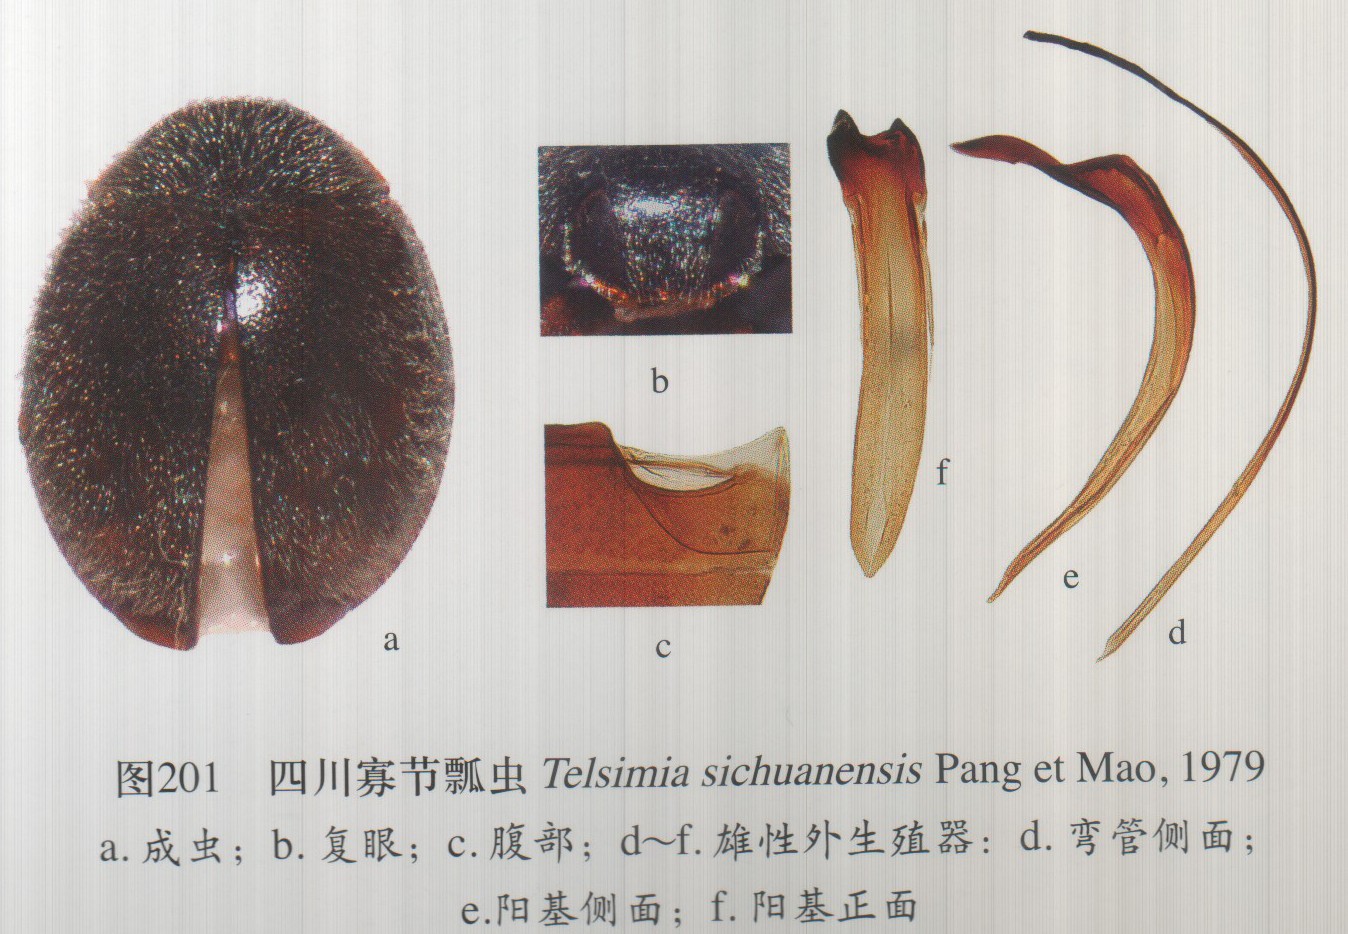 a
b
c
f
e
d
图201 四川寡节瓢虫 Telsimia sichuanensis Pang et Mao, 1979
a. 成虫；b. 复眼；c. 腹部；d~f. 雄性外生殖器：d. 弯管侧面；
e.阳基侧面；f. 阳基正面